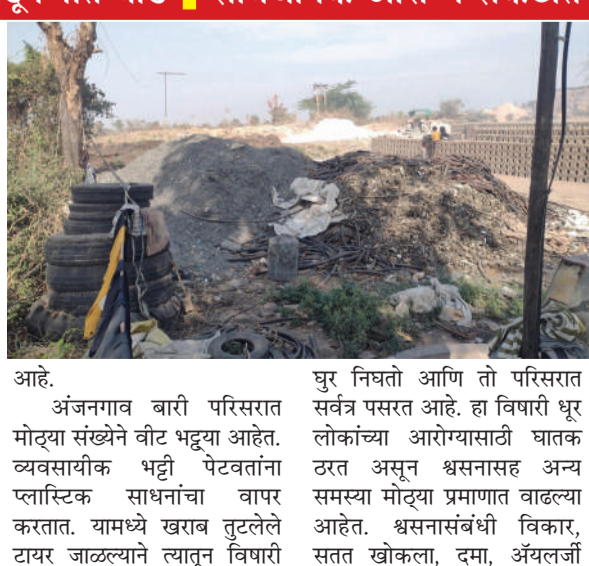 आहे.
अंजनगाव बारी परिसरात
मोठ्या संख्येने वीट भट्ट्या आहेत.
व्यवसायीक भट्टी पेटवतांना
प्लास्टिक साधनांचा वापर
करतात. यामध्ये खराब तुटलेले
टायर जाळल्याने त्यातून विषारी
घुर निघतो आणि तो परिसरात
सर्वत्र पसरत आहे. हा विषारी धूर
लोकांच्या आरोग्यासाठी घातक
ठरत असून श्वसनासह अन्य
समस्या मोठ्या प्रमाणात वाढल्या
आहेत. श्वसनासंबंधी विकार,
सतत खोकला, दमा, ॲयलर्जी